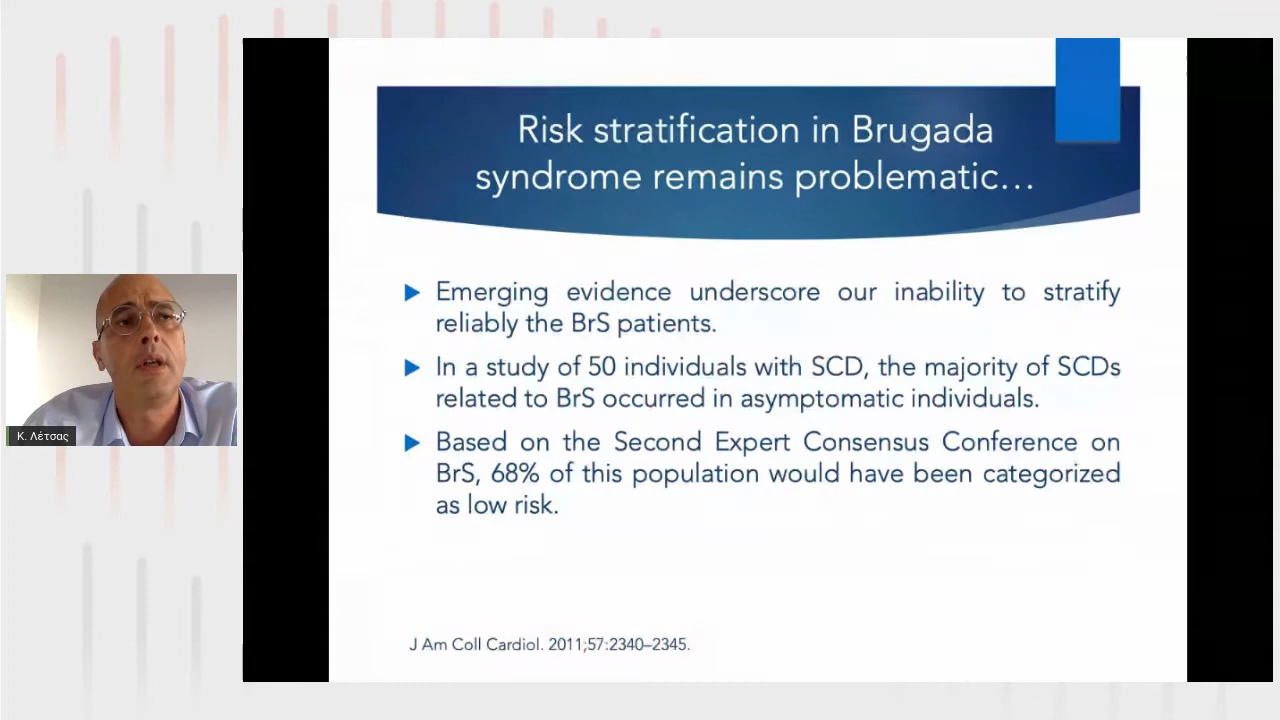 Risk stratification in Brugada
syndrome remains problematic...
Emerging evidence underscore our inability to stratify
reliably the BrS patients.
In a study of 50 individuals with SCD, the majority of SCDs
related to BrS occurred in asymptomatic individuals.
Based on the Second Expert Consensus Conference on
BrS, 68% of this population would have been categorized
as low risk.
J Am Coll Cardiol. 2011;57:2340–2345.
Κ. Λέτσας